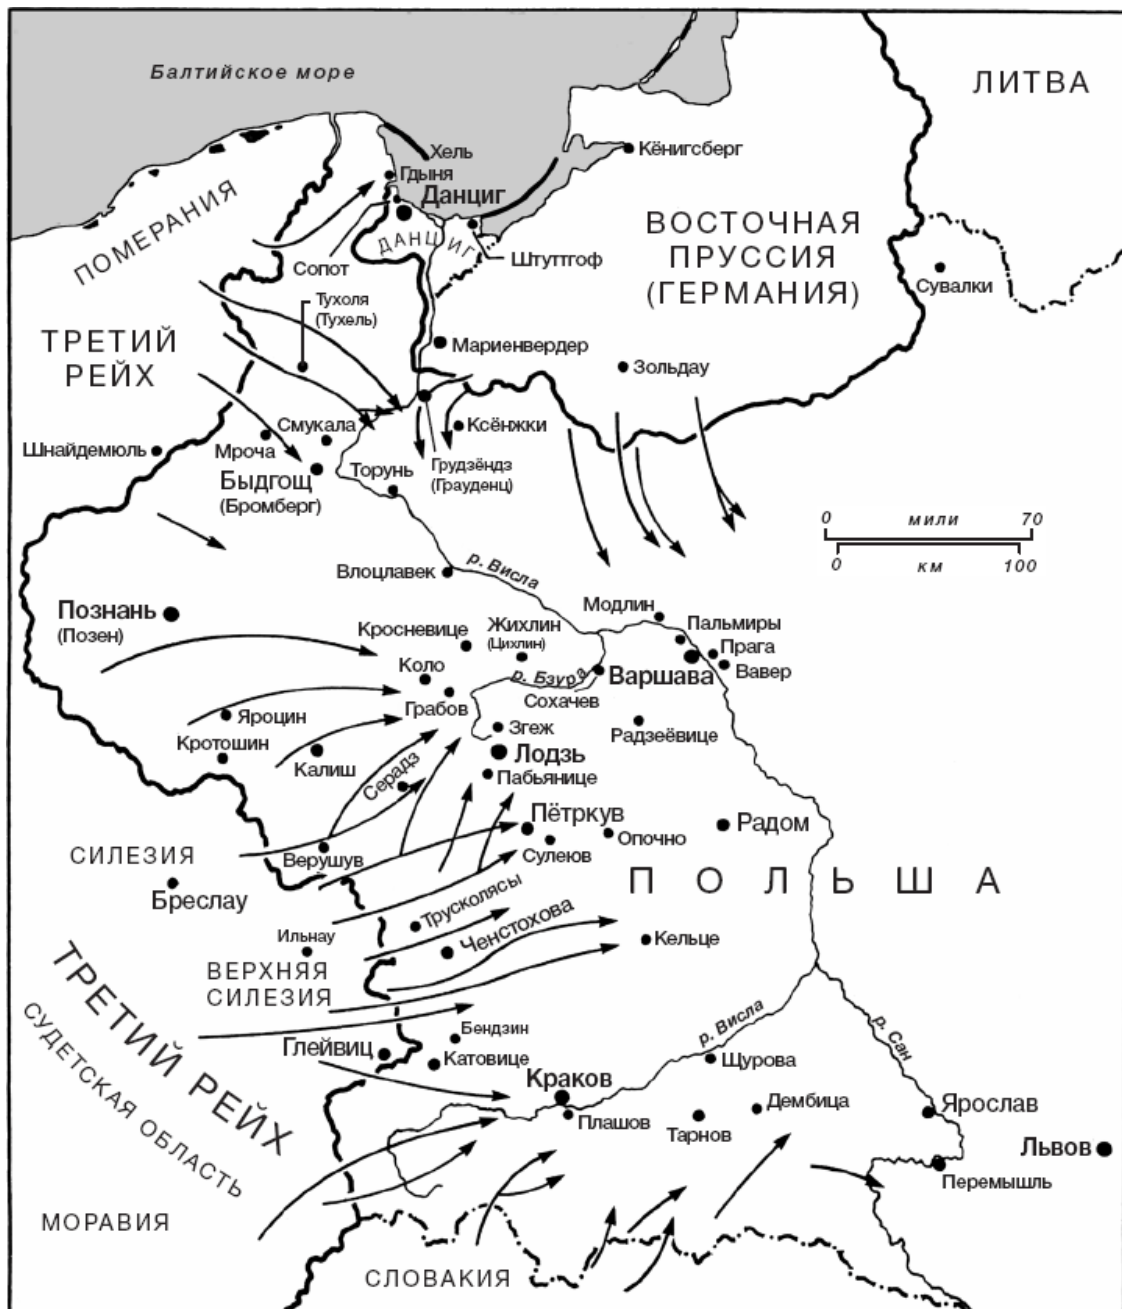 Балтийское море
ЛИТВА
Хель
Кёнигсберг
Гдыня
Данциг
ПОМЕРАНИЯ
ДАНЦИГ
ВОСТОЧНАЯ
ПРУССИЯ
(ГЕРМАНИЯ)
Штуттгоф
Сопот
Сувалки
Тухоля
(Тухель)
ТРЕТИЙ
РЕЙХ
Мариенвердер
Зольдау
Смукала
Ксёнжки
Шнайдемюль
Мроча
Быдгощ
(Бромберг)
Торунь
Грудзёндз
(Грауденц)
0 мили 70
0 км 100
р. Висла
Влоцлавек
Познань
(Позен)
Модлин
Пальмиры
Прага
Вавер
Варшава
Кросневице
Жихлин
(Цихлин)
Коло
р. Бзура
Грабов
Сохачев
Яроцин
Згеж
Радзеёвице
Кротошин
Калиш
Серадз
Лодзь
Пабьянице
Пётркув
Радом
Опочно
Сулеюв
Верушув
СИЛЕЗИЯ
Бреслау
ПОЛЬША
Трусколясы
Ченстохова
Ильнау
Кельце
ВЕРХНЯЯ
СИЛЕЗИЯ
ТРЕТИЙ РЕЙХ
СУДЕТСКАЯ ОБЛАСТЬ
Бендзин
Глейвиц
Катовице
р. Висла
р. Сан
Щурова
Краков
Плашов
Тарнов
Дембица
Ярослав
Львов
Перемышль
МОРАВИЯ
СЛОВАКИЯ